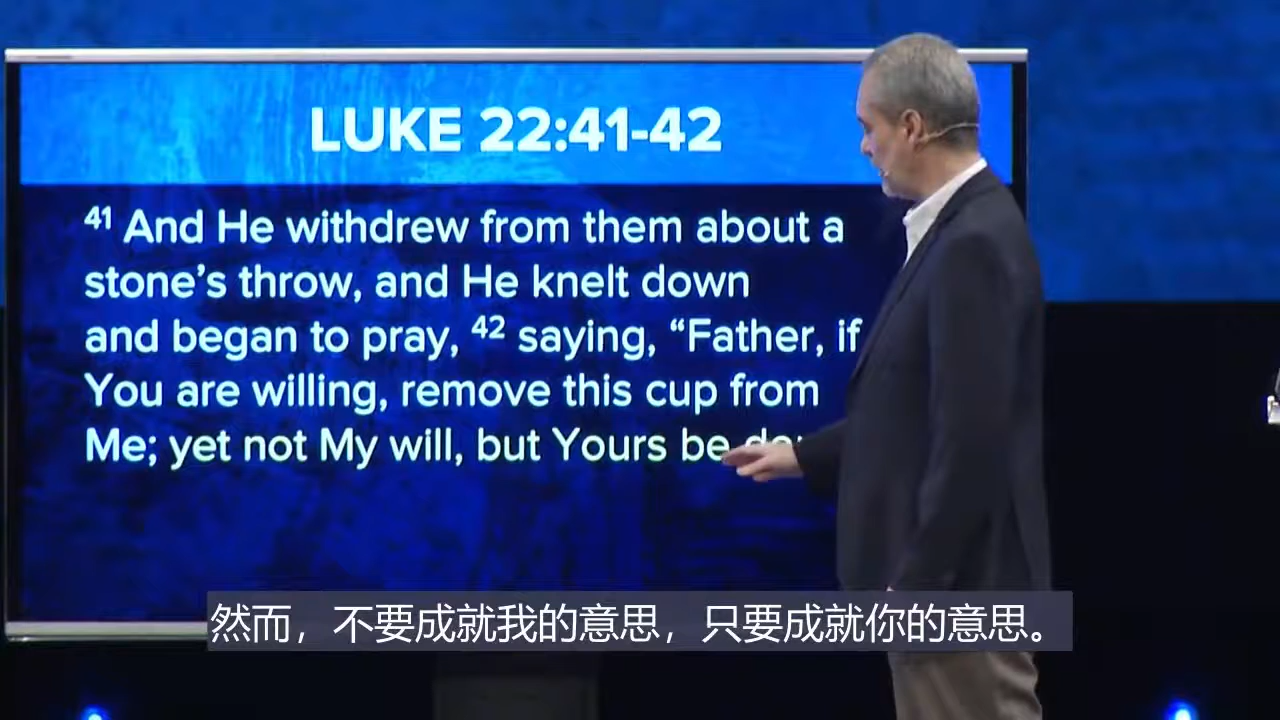 LUKE 22:41-42
41 And He withdrew from them about a
stone’s throw, and He knelt down
and began to pray, 42 saying, “Father, if
You are willing, remove this cup from
Me; yet not My will, but Yours be
然而，不要成就我的意思，只要成就你的意思。